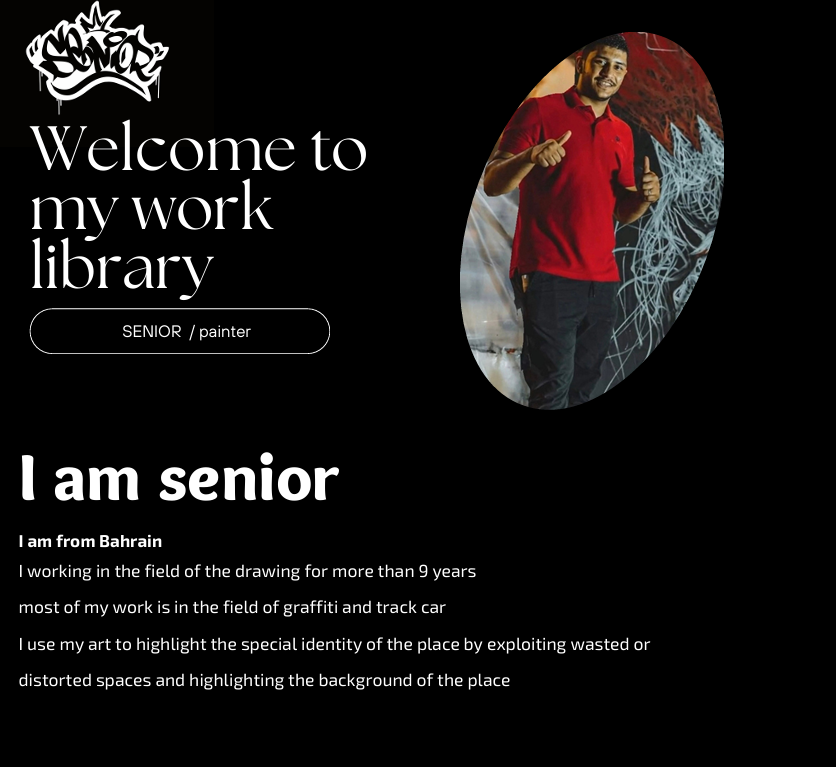 SENIOR
Welcome to
my work
library
SENIOR / painter
I am senior
I am from Bahrain
I working in the field of the drawing for more than 9 years
most of my work is in the field of graffiti and track car
I use my art to highlight the special identity of the place by exploiting wasted or
distorted spaces and highlighting the background of the place